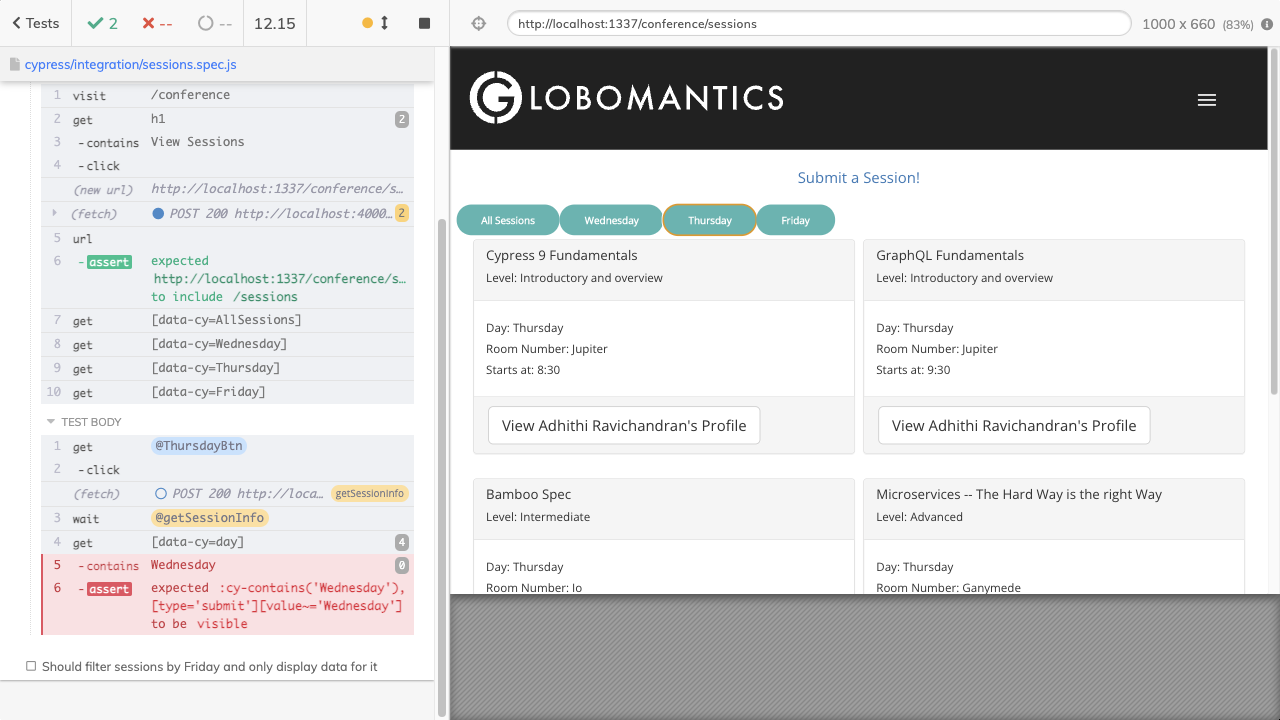 Tests
2
--
--
12.15
http://localhost:1337/conference/sessions
1000 x 660 (83%)
cypress/integration/sessions.spec.js
1 visit /conference
2 get h1 2
3 -contains View Sessions
4 -click
(new url) http://localhost:1337/conference/s…
(fetch) POST 200 http://localhost:4000… 2
5 url
6 -assert expected
http://localhost:1337/conference/s…
to include /sessions
7 get [data-cy=AllSessions]
8 get [data-cy=Wednesday]
9 get [data-cy=Thursday]
10 get [data-cy=Friday]
TEST BODY
1 get @ThursdayBtn
2 -click
(fetch) POST 200 http://loca… getSessionInfo
3 wait @getSessionInfo
4 get [data-cy=day] 4
5 -contains Wednesday 0
6 -assert expected :cy-contains('Wednesday'),
[type='submit'][value~='Wednesday']
to be visible
Should filter sessions by Friday and only display data for it
GLOBOMANTICS
Submit a Session!
All Sessions Wednesday Thursday Friday
Cypress 9 Fundamentals
Level: Introductory and overview
Day: Thursday
Room Number: Jupiter
Starts at: 8:30
View Adhithi Ravichandran's Profile
GraphQL Fundamentals
Level: Introductory and overview
Day: Thursday
Room Number: Jupiter
Starts at: 9:30
View Adhithi Ravichandran's Profile
Bamboo Spec
Level: Intermediate
Day: Thursday
Room Number: Io
Microservices -- The Hard Way is the right Way
Level: Advanced
Day: Thursday
Room Number: Ganymede